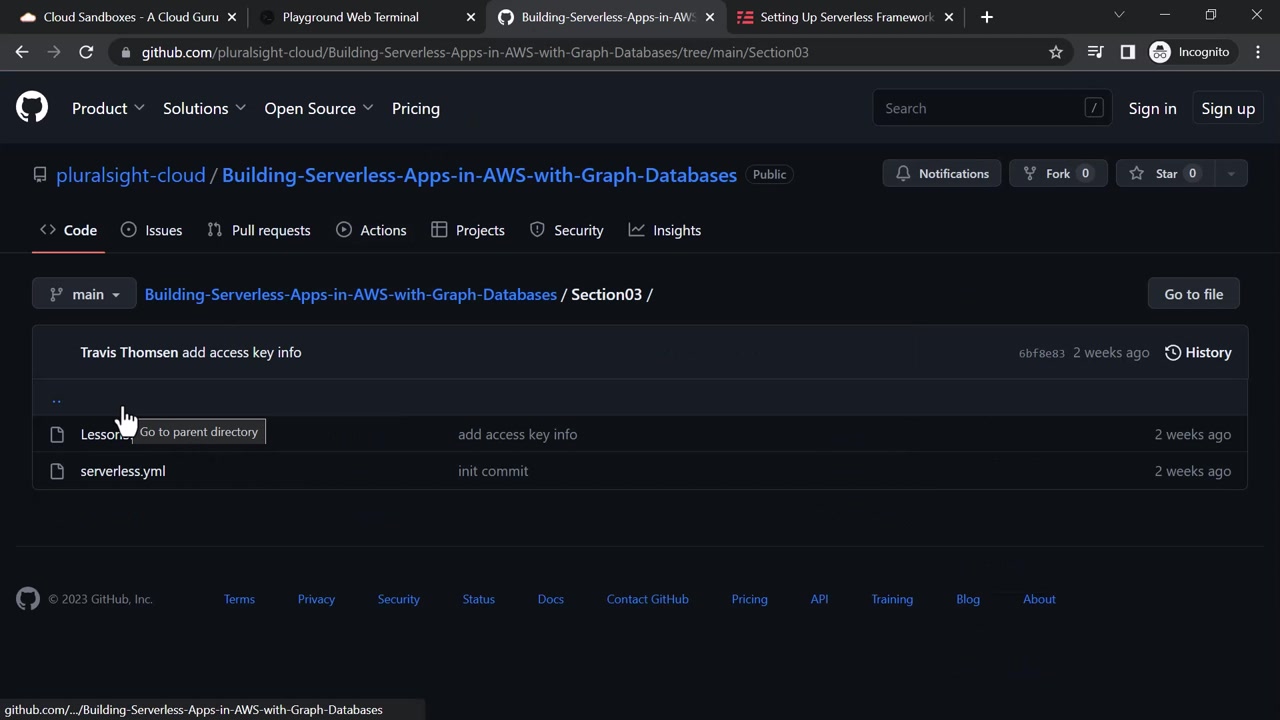 Cloud Sandboxes - A Cloud Guru
Playground Web Terminal
Building-Serverless-Apps-in-AWS
Setting Up Serverless Framework
github.com/pluralsight-cloud/Building-Serverless-Apps-in-AWS-with-Graph-Databases/tree/main/Section03
Incognito
Product
Solutions
Open Source
Pricing
Search
/
Sign in
Sign up
pluralsight-cloud / Building-Serverless-Apps-in-AWS-with-Graph-Databases
Public
Notifications
Fork 0
Star 0
Code
Issues
Pull requests
Actions
Projects
Security
Insights
main
Building-Serverless-Apps-in-AWS-with-Graph-Databases / Section03 /
Go to file
Travis Thomsen add access key info
6bf8e83 2 weeks ago
History
..
Go to parent directory
add access key info
2 weeks ago
serverless.yml
init commit
2 weeks ago
© 2023 GitHub, Inc.
Terms
Privacy
Security
Status
Docs
Contact GitHub
Pricing
API
Training
Blog
About
github.com/.../Building-Serverless-Apps-in-AWS-with-Graph-Databases